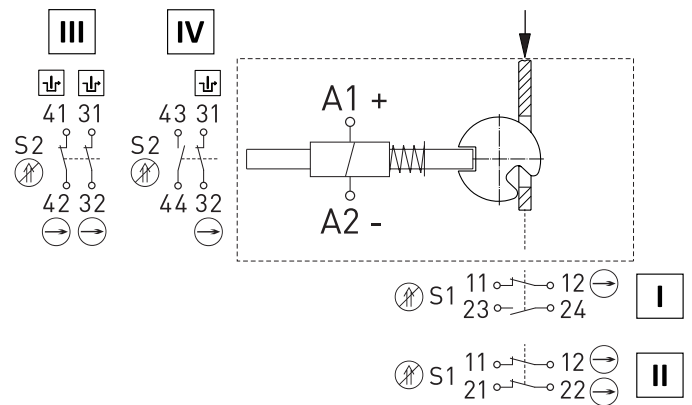 III IV
41 31 43 31
A1 +
S2 S2
42 32 44 32
A2 -
S1 11 12 I
23 24
S1 11 12 II
21 22